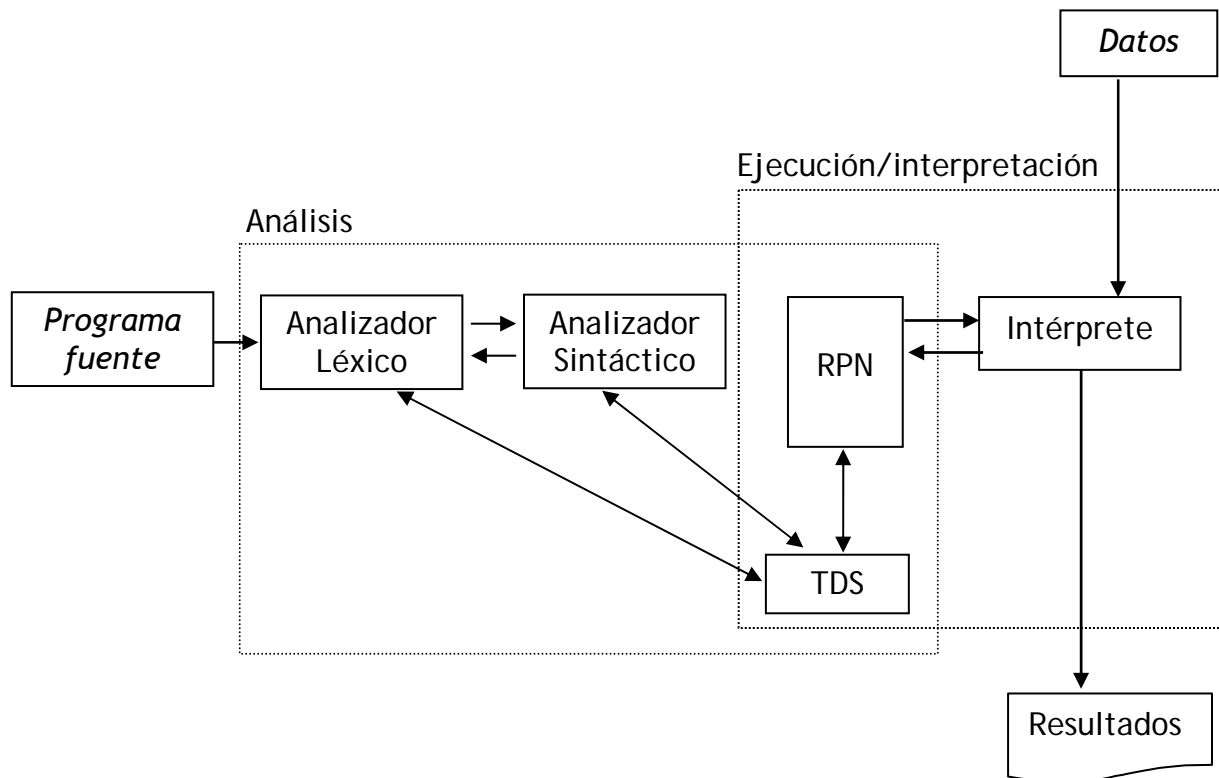 Datos
Ejecución/interpretación
Análisis
Programa
fuente
Analizador
Léxico
Analizador
Sintáctico
RPN
Intérprete
TDS
Resultados